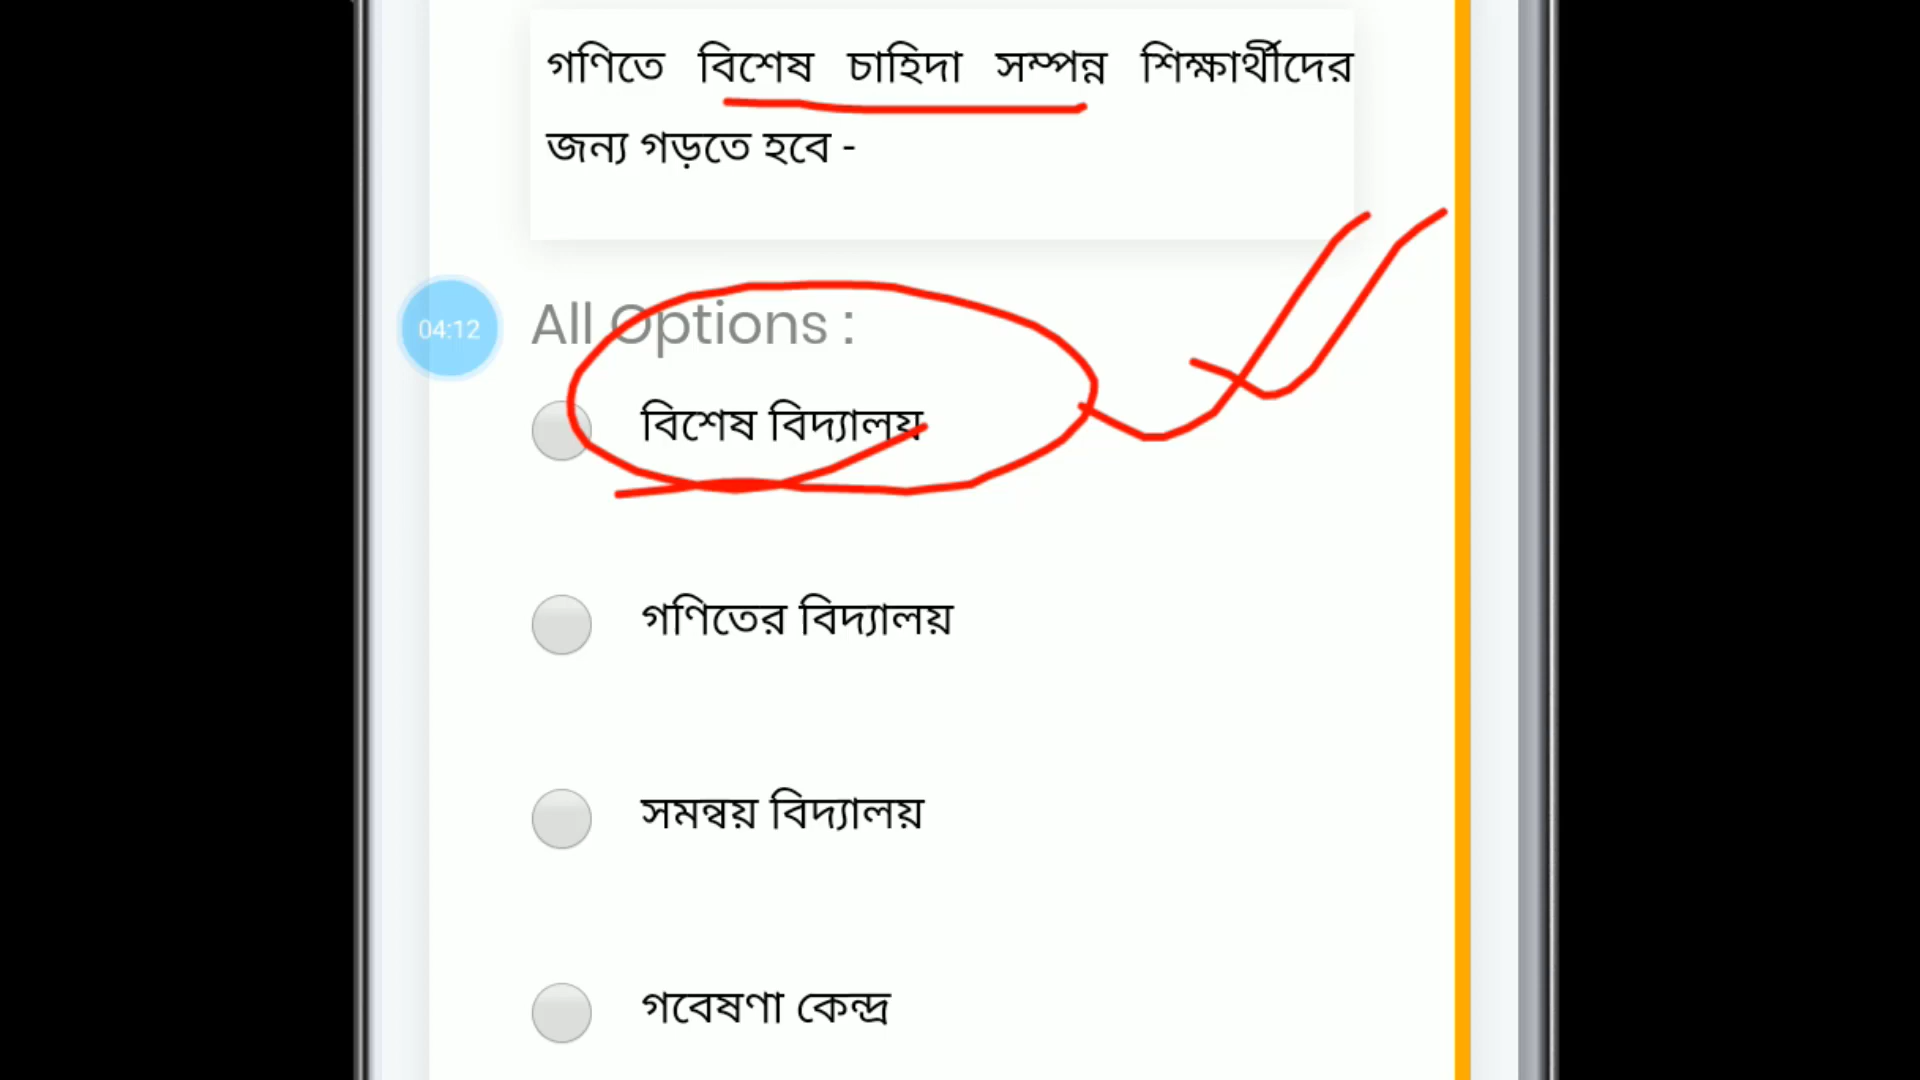 গণিতে বিশেষ চাহিদা সম্পন্ন শিক্ষার্থীদের
জন্য গড়তে হবে -
04:12
All Options :
বিশেষ বিদ্যালয়
গণিতের বিদ্যালয়
সমন্বয় বিদ্যালয়
গবেষণা কেন্দ্র